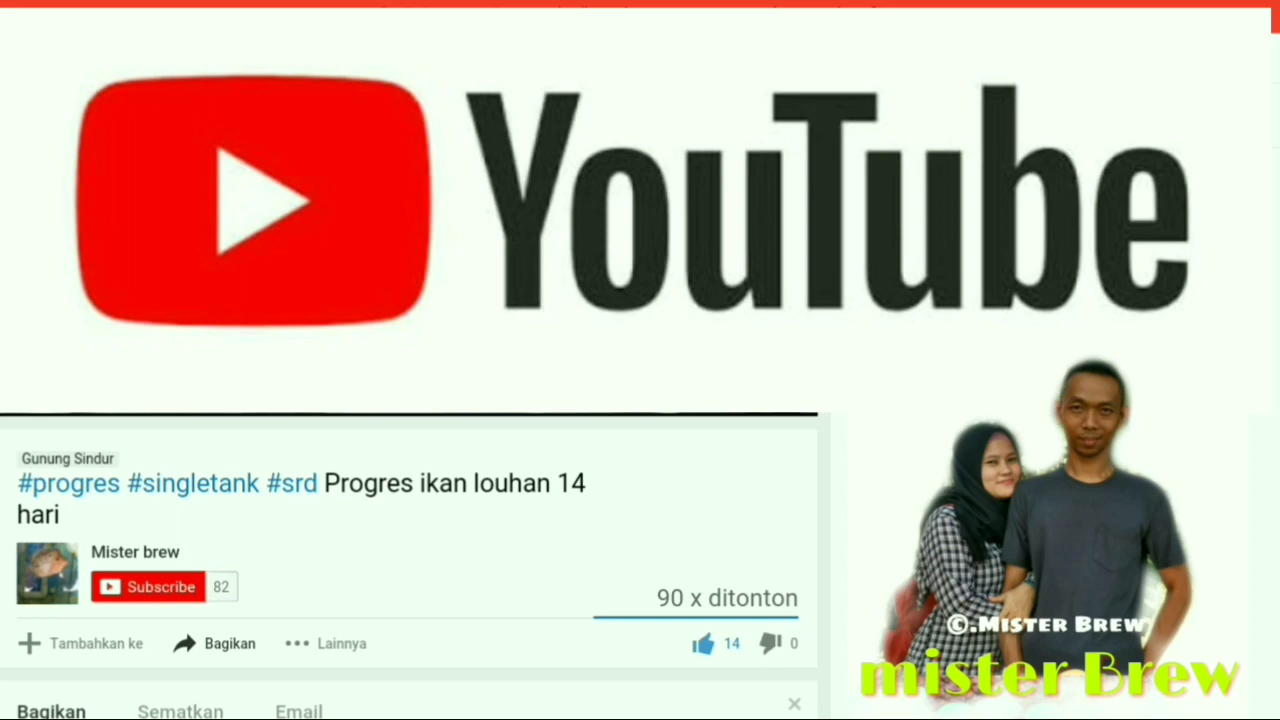 YouTube
Gunung Sindur
#progres #singletank #srd Progres ikan louhan 14
hari
Mister brew
Subscribe 82
90 x ditonton
Tambahkan ke Bagikan Lainnya 14 0
Bagikan Sematkan Email
©.Mister Brew
mister Brew